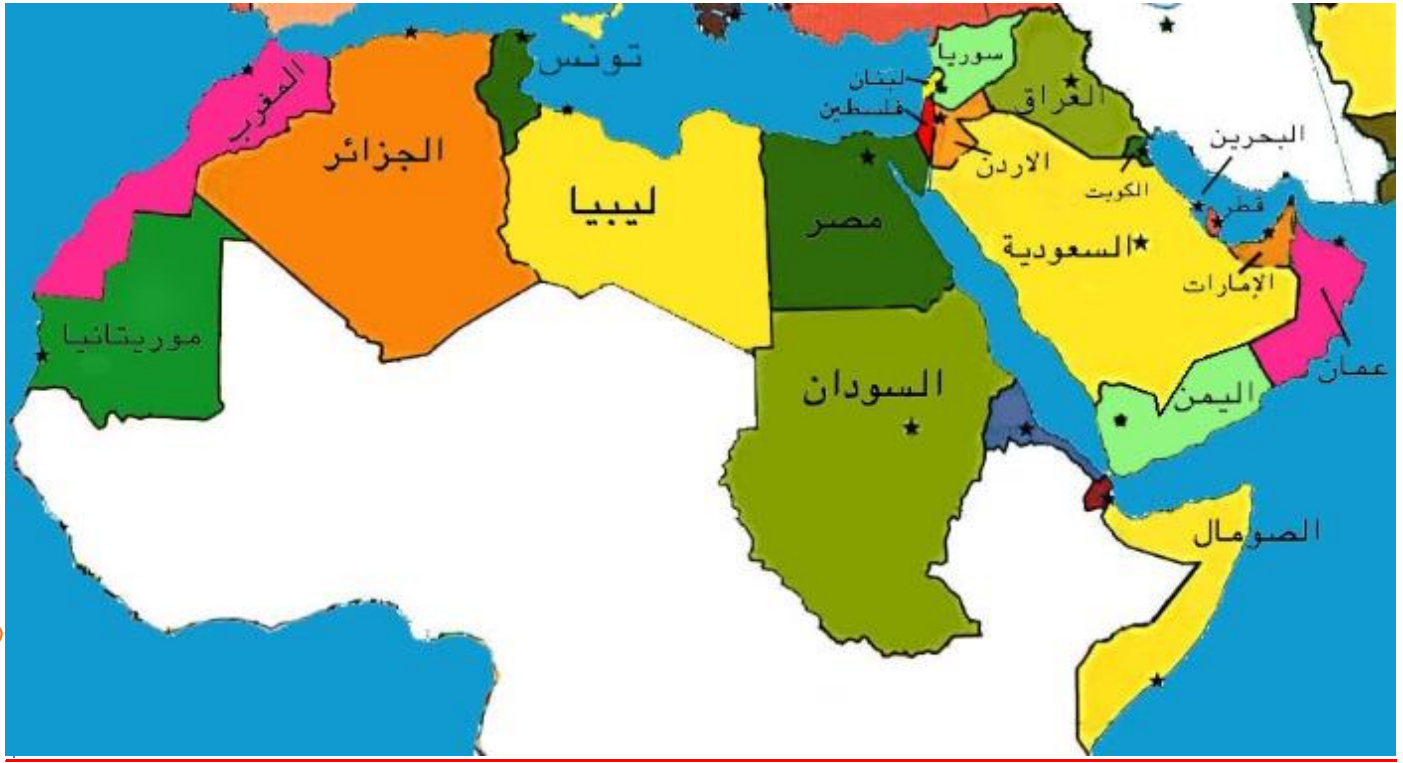 تونس
سوريا
المغرب
لبنان
العراق
فلسطين
البحرين
الجزائر
الاردن
الكويت
ليبيا
قطر
مصر
السعودية
الإمارات
موريتانيا
عمان
السودان
اليمن
الصومال